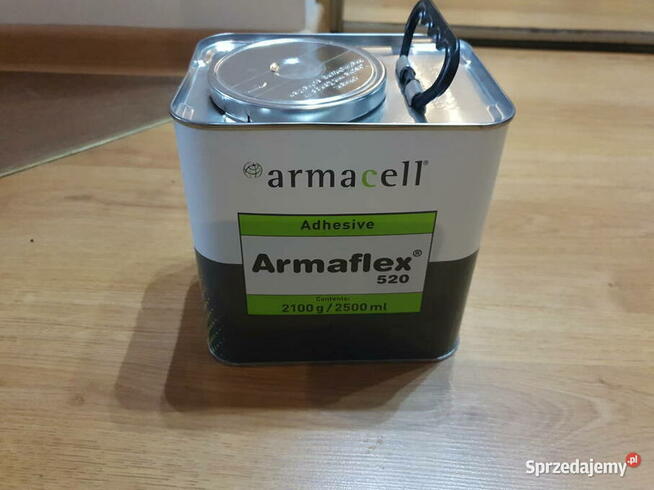 armacell®
Adhesive
Armaflex®
520
Contents:
2100 g / 2500 ml
Sprzedajemy.pl